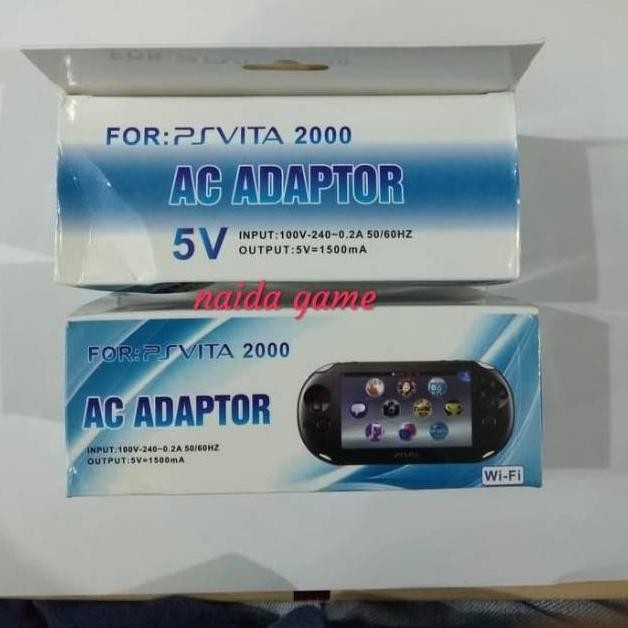 FOR: PSVITA 2000
AC ADAPTOR
5V
INPUT:100V-240~0.2A 50/60HZ
OUTPUT:5V=1500mA
naida game
FOR: PSVITA 2000
AC ADAPTOR
INPUT:100V-240~0.2A 50/60HZ
OUTPUT:5V=1500mA
Wi-Fi